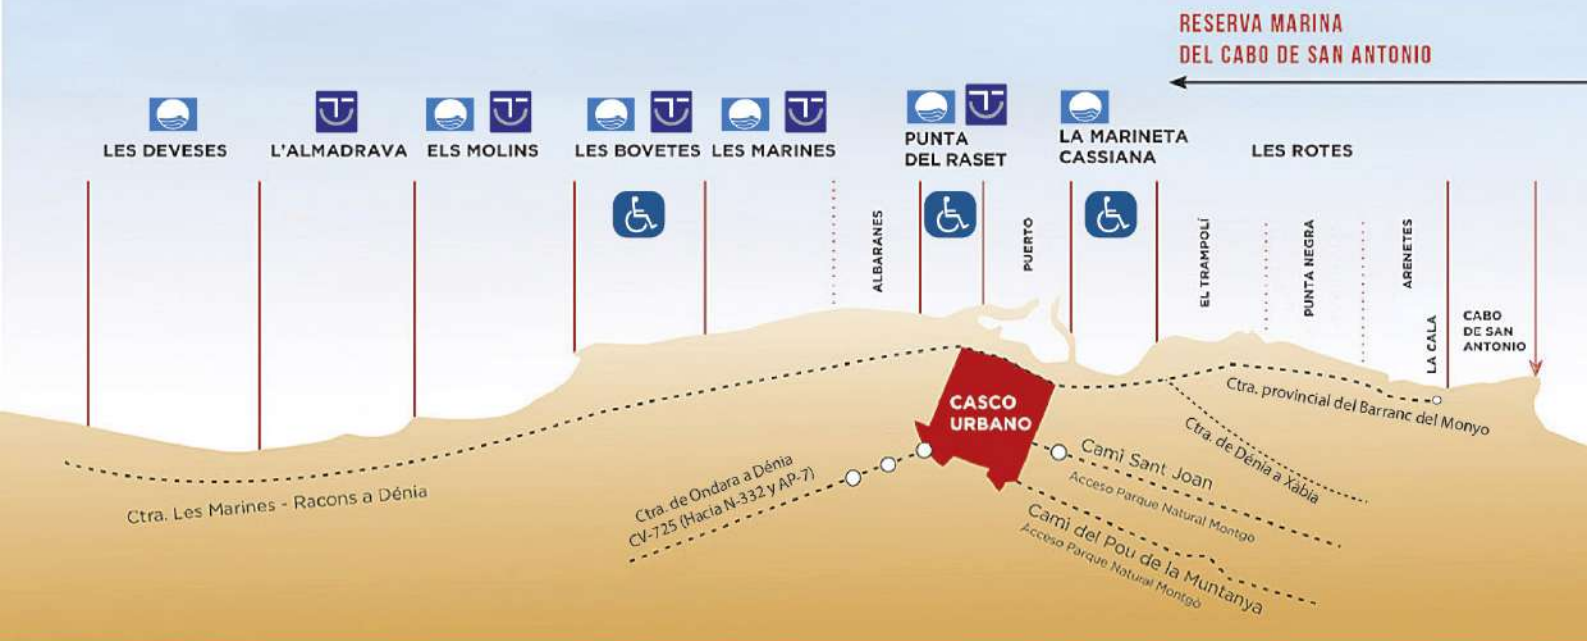 RESERVA MARINA
DEL CABO DE SAN ANTONIO
LES DEVESES
L'ALMADRAVA
ELS MOLINS
LES BOVETES
LES MARINES
PUNTA
DEL RASET
LA MARINETA
CASSIANA
LES ROTES
ALBARANES
PUERTO
EL TRAMPOLÍ
PUNTA NEGRA
ARENETES
LA CALA
CABO
DE SAN
ANTONIO
CASCO
URBANO
Ctra. provincial del Barranc del Monyo
Ctra. de Dénia a Xàbia
Camì Sant Joan
Acceso Parque Natural Montgó
Camì del Pou de la Muntanya
Acceso Parque Natural Montgò
Ctra. de Ondara a Dénia
CV-725 (Hacia N-332 y AP-7)
Ctra. Les Marines - Racons a Dénia